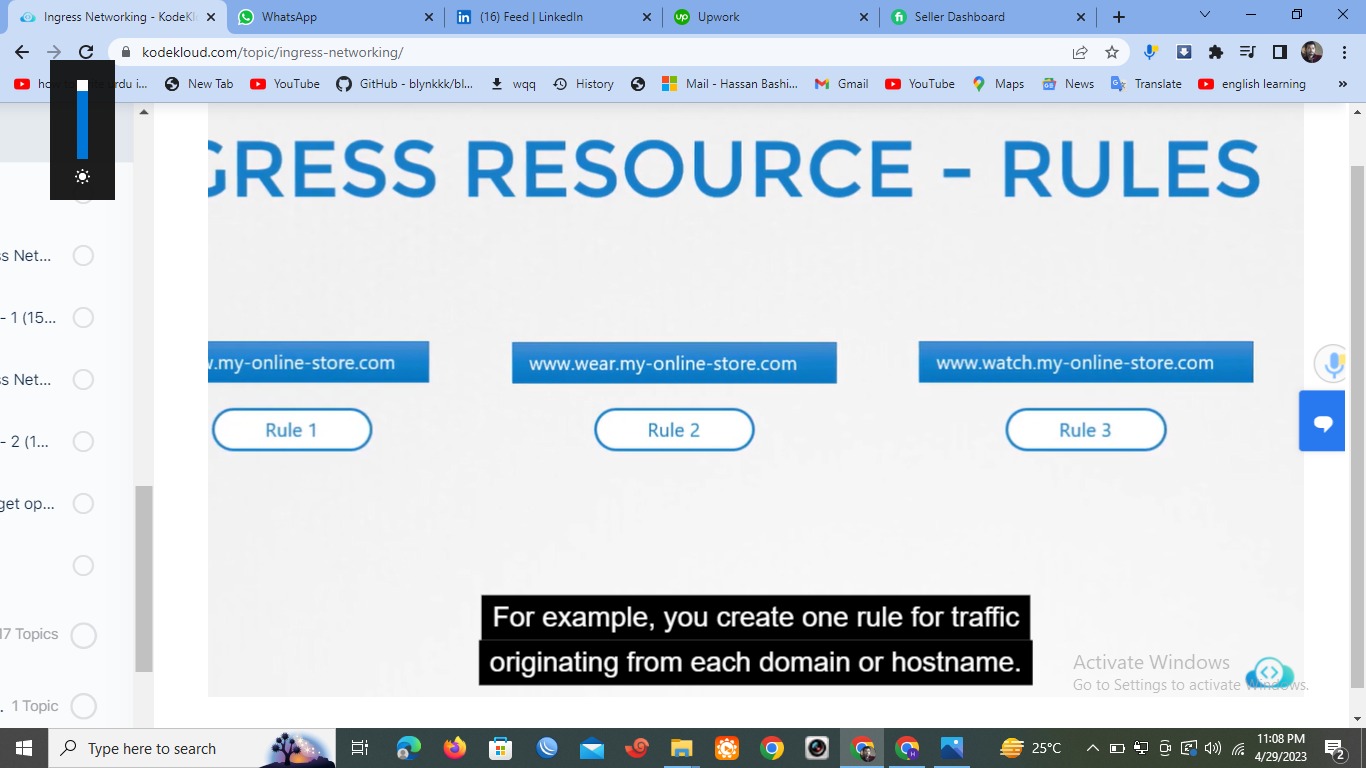 Ingress Networking - KodeKl
WhatsApp
(16) Feed | LinkedIn
Upwork
Seller Dashboard
kodekloud.com/topic/ingress-networking/
urdu i...
New Tab
YouTube
GitHub - blynkkk/bl...
wqq
History
Mail - Hassan Bashi...
Gmail
YouTube
Maps
News
Translate
english learning
»
GRESS RESOURCE - RULES
s Net...
- 1 (15...
ss Net...
- 2 (1...
get op...
17 Topics
. 1 Topic
.my-online-store.com
www.wear.my-online-store.com
www.watch.my-online-store.com
Rule 1
Rule 2
Rule 3
For example, you create one rule for traffic
originating from each domain or hostname.
Activate Windows
Go to Settings to activate Windows.
Type here to search
25°C
11:08 PM
4/29/2023
2